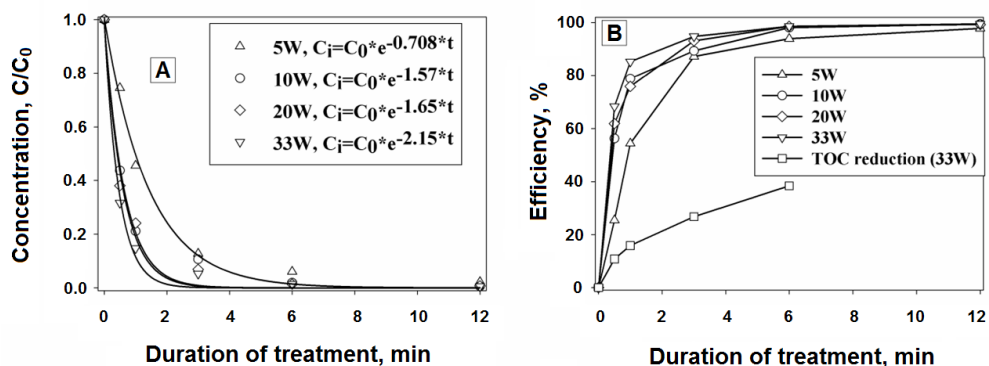 Concentration, C/C₀
1.0
0.8
0.6
0.4
0.2
0.0
A
5W, Cᵢ=C₀*e⁻⁰·⁷⁰⁸*ᵗ
10W, Cᵢ=C₀*e⁻¹·⁵⁷*ᵗ
20W, Cᵢ=C₀*e⁻¹·⁶⁵*ᵗ
33W, Cᵢ=C₀*e⁻²·¹⁵*ᵗ
0 2 4 6 8 10 12
Duration of treatment, min
Efficiency, %
100
80
60
40
20
0
B
5W
10W
20W
33W
TOC reduction (33W)
0 2 4 6 8 10 12
Duration of treatment, min